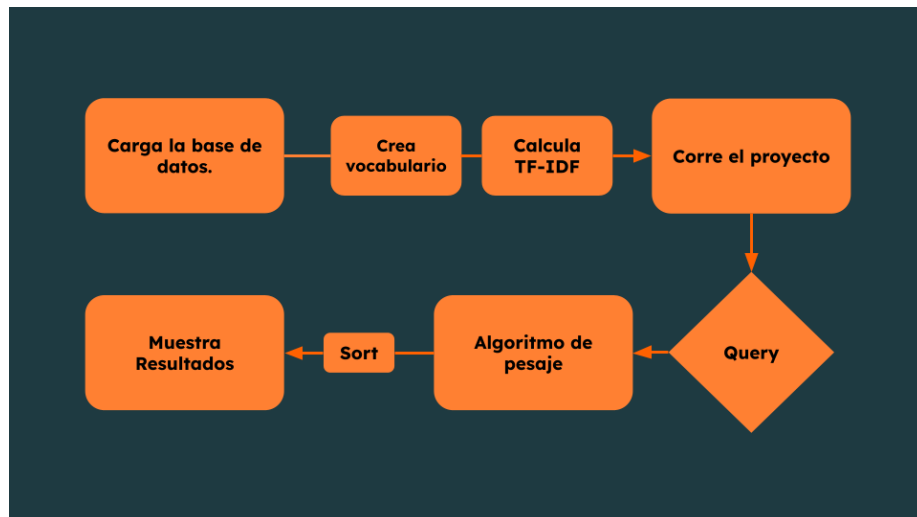 Carga la base de
datos.
Crea
vocabulario
Calcula
TF-IDF
Corre el proyecto
Query
Algoritmo de
pesaje
Sort
Muestra
Resultados